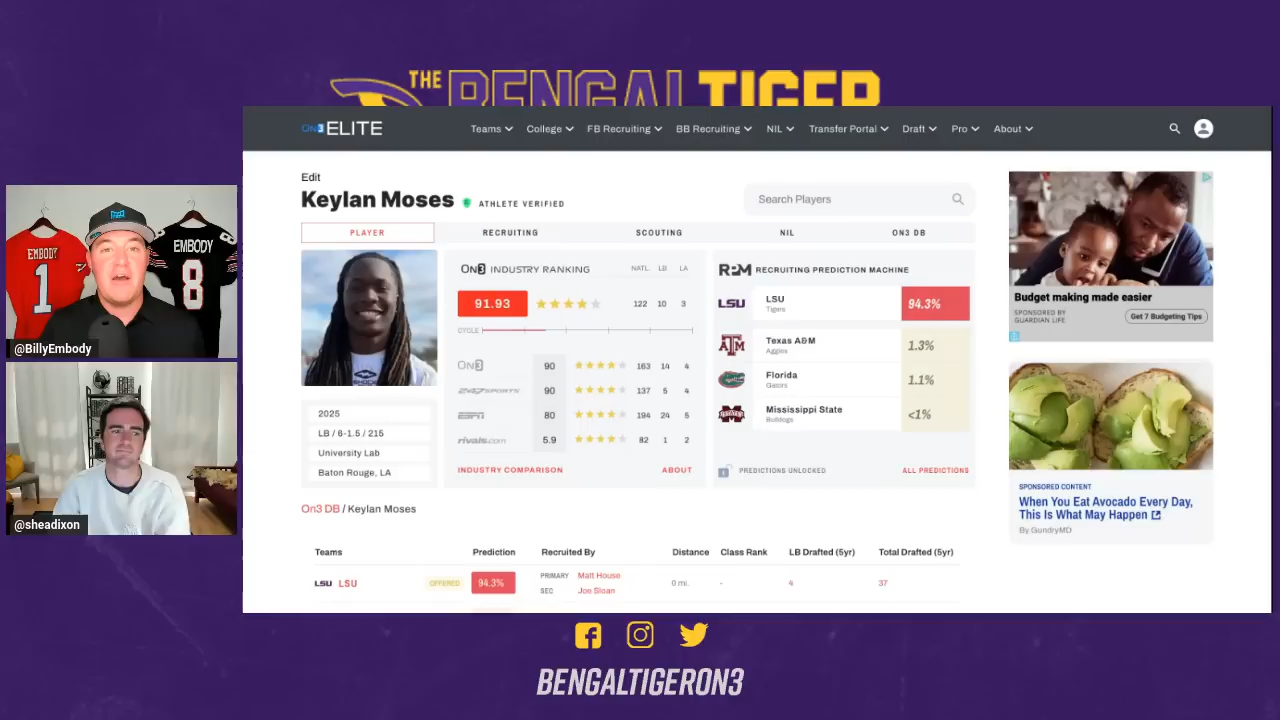 THE BENGAL TIGER
On3 ELITE
Teams
College
FB Recruiting
BB Recruiting
NIL
Transfer Portal
Draft
Pro
About
Edit
Keylan Moses
ATHLETE VERIFIED
Search Players
PLAYER
RECRUITING
SCOUTING
NIL
ON3 DB
On3 INDUSTRY RANKING
NATL. LB LA
91.93 122 10 3
CYCLE
On3 90 163 14 4
247SPORTS 90 137 5 4
ESPN 80 194 24 5
rivals.com 5.9 82 1 2
INDUSTRY COMPARISON
ABOUT
2025
LB / 6-1.5 / 215
University Lab
Baton Rouge, LA
RPM RECRUITING PREDICTION MACHINE
LSU LSU 94.3%
Tigers
ATM Texas A&M 1.3%
Aggies
Florida 1.1%
Gators
Mississippi State <1%
Bulldogs
PREDICTIONS UNLOCKED
ALL PREDICTIONS
On3 DB / Keylan Moses
Teams Prediction Recruited By Distance Class Rank LB Drafted (5yr) Total Drafted (5yr)
LSU LSU OFFERED 94.3% PRIMARY Matt House 0 mi. - 4 37
SEC Joe Sloan
Budget making made easier
SPONSORED BY
GUARDIAN LIFE
Get 7 Budgeting Tips
SPONSORED CONTENT
When You Eat Avocado Every Day,
This Is What May Happen
By GundryMD
EMBODY
1
EMBODY
8
@BillyEmbody
@sheadixon
BENGALTIGERON3